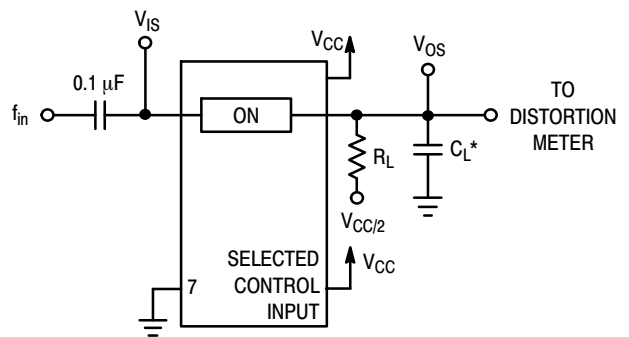 V_IS
V_CC
V_OS
0.1 μF
f_in
ON
TO
DISTORTION
METER
R_L
C_L*
V_CC/2
SELECTED
CONTROL
INPUT
V_CC
7